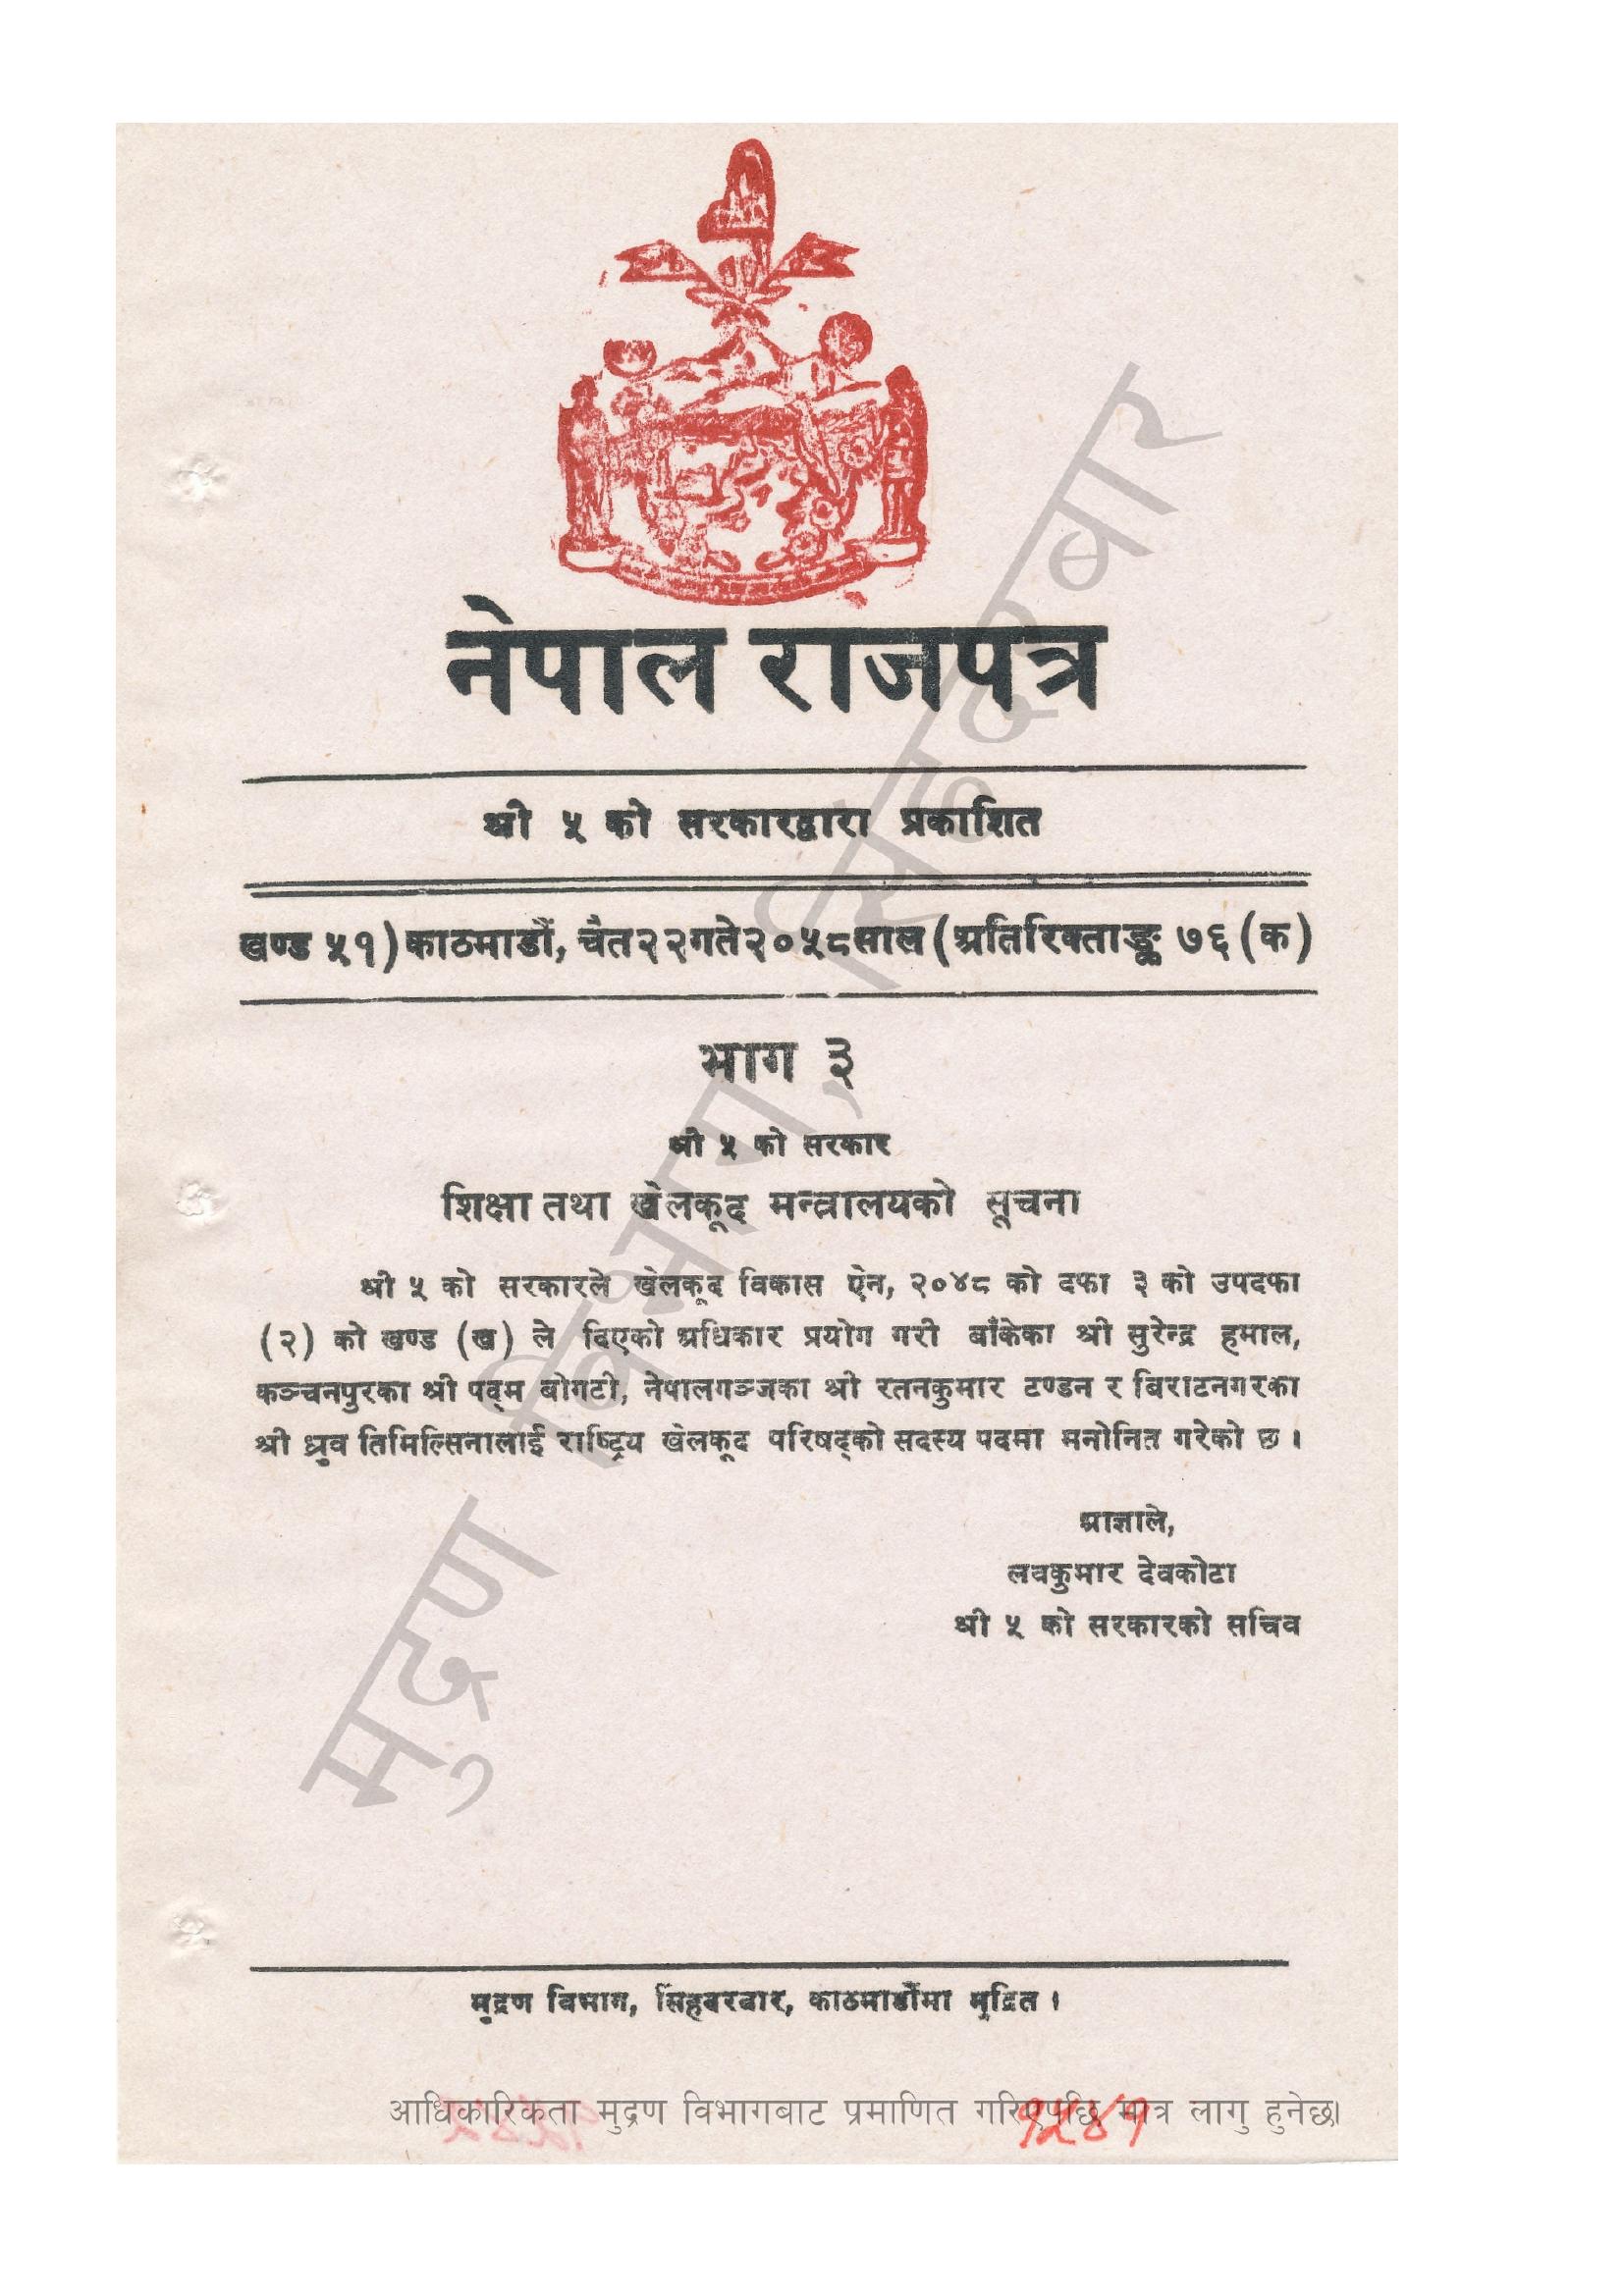 नेपाल राजपत्र
श्री ५ को सरकारद्वारा प्रकाशित
खण्ड ५१) काठमाडौं, चैत २२ गते २०५८ साल (अतिरिक्ताङ्क ७६ (क)
भाग ३
श्री ५ को सरकार
शिक्षा तथा खेलकूद मन्त्रालयको सूचना
श्री ५ को सरकारले खेलकूद विकास ऐन, २०४८ को दफा ३ को उपदफा
(२) को खण्ड (ख) ले दिएको अधिकार प्रयोग गरी बाँकेका श्री सुरेन्द्र हमाल,
कञ्चनपुरका श्री पद्म बोगटी, नेपालगञ्जका श्री रतनकुमार टण्डन र बिराटनगरका
श्री ध्रुव तिमिल्सिनालाई राष्ट्रिय खेलकूद परिषद्को सदस्य पदमा मनोनित गरेको छ ।
आज्ञाले,
लवकुमार देवकोटा
श्री ५ को सरकारको सचिव
मुद्रण विभाग, सिंहदरबार, काठमाडौंमा मुद्रित ।
आधिकारिकता मुद्रण विभागबाट प्रमाणित गरिएपछि मात्र लागु हुनेछ।
१५४१
मुद्रण विभाग, सिंहदरबार